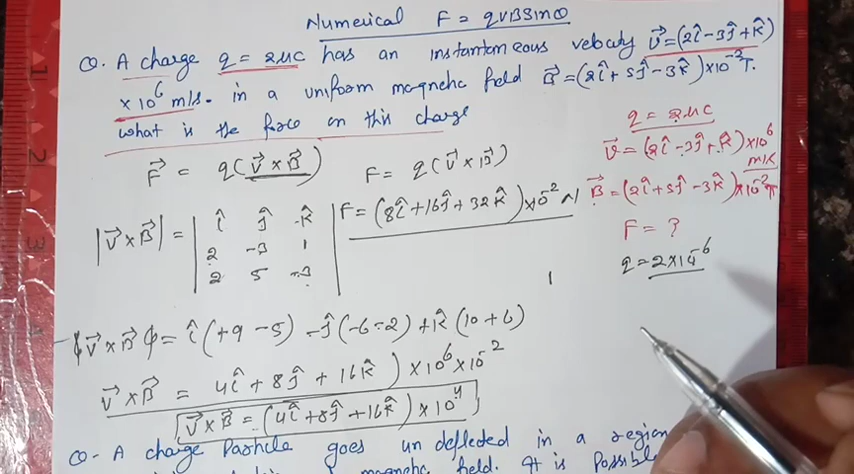 Numerical F = qVBSinθ
Q. A charge q = 2μC has an instantaneous velocity V⃗ = (2î - 3ĵ + k̂)
× 10⁶ m/s. in a uniform magnetic field B⃗ = (2î + 5ĵ - 3k̂) × 10⁻² T.
what is the force on this charge
q = 2μC
F⃗ = q(V⃗ × B⃗) F = q(V⃗ × B⃗)
V⃗ = (2î - 3ĵ + k̂) × 10⁶ m/s
F = (8î + 16ĵ + 32k̂) × 10⁻² N
B⃗ = (2î + 5ĵ - 3k̂) × 10⁻² T
|V⃗ × B⃗| = | î ĵ k̂ |
2 -3 1
2 5 -3
F = ?
q = 2 × 10⁻⁶
V⃗ × B⃗ = î(+9 - 5) - ĵ(-6 - 2) + k̂(10 + 6)
V⃗ × B⃗ = 4î + 8ĵ + 16k̂) × 10⁶ × 10⁻²
V⃗ × B⃗ = (4î + 8ĵ + 16k̂) × 10⁴
Q. A charge Particle goes undeflected in a region
magnetic field. It is Possible